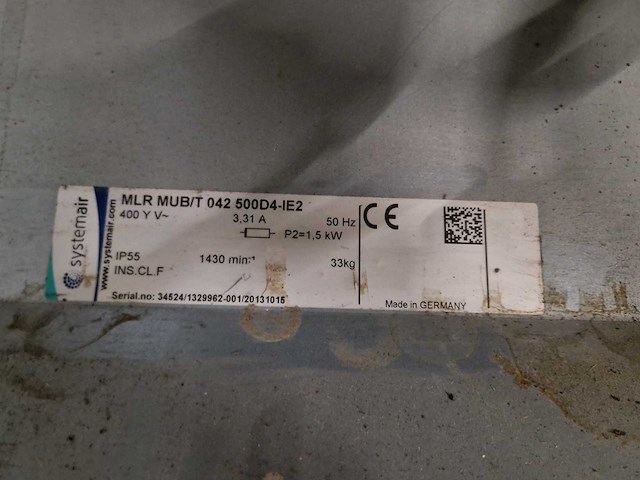 systemair
www.systemair.com
MLR MUB/T 042 500D4-IE2
400 Y V~
3,31 A
50 Hz
P2=1,5 kW
IP55
1430 min-¹
33kg
INS.CL.F
Serial.no: 34524/1329962-001/20131015
CE
Made in GERMANY